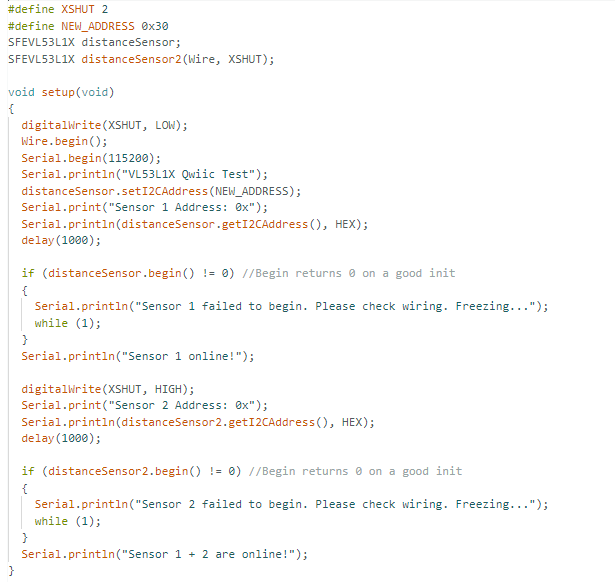 #define XSHUT 2
#define NEW_ADDRESS 0x30
SFEVL53L1X distanceSensor;
SFEVL53L1X distanceSensor2(Wire, XSHUT);

void setup(void)
{
  digitalWrite(XSHUT, LOW);
  Wire.begin();
  Serial.begin(115200);
  Serial.println("VL53L1X Qwiic Test");
  distanceSensor.setI2CAddress(NEW_ADDRESS);
  Serial.print("Sensor 1 Address: 0x");
  Serial.println(distanceSensor.getI2CAddress(), HEX);
  delay(1000);

  if (distanceSensor.begin() != 0) //Begin returns 0 on a good init
  {
    Serial.println("Sensor 1 failed to begin. Please check wiring. Freezing...");
    while (1);
  }
  Serial.println("Sensor 1 online!");

  digitalWrite(XSHUT, HIGH);
  Serial.print("Sensor 2 Address: 0x");
  Serial.println(distanceSensor2.getI2CAddress(), HEX);
  delay(1000);

  if (distanceSensor2.begin() != 0) //Begin returns 0 on a good init
  {
    Serial.println("Sensor 2 failed to begin. Please check wiring. Freezing...");
    while (1);
  }
  Serial.println("Sensor 1 + 2 are online!");
}